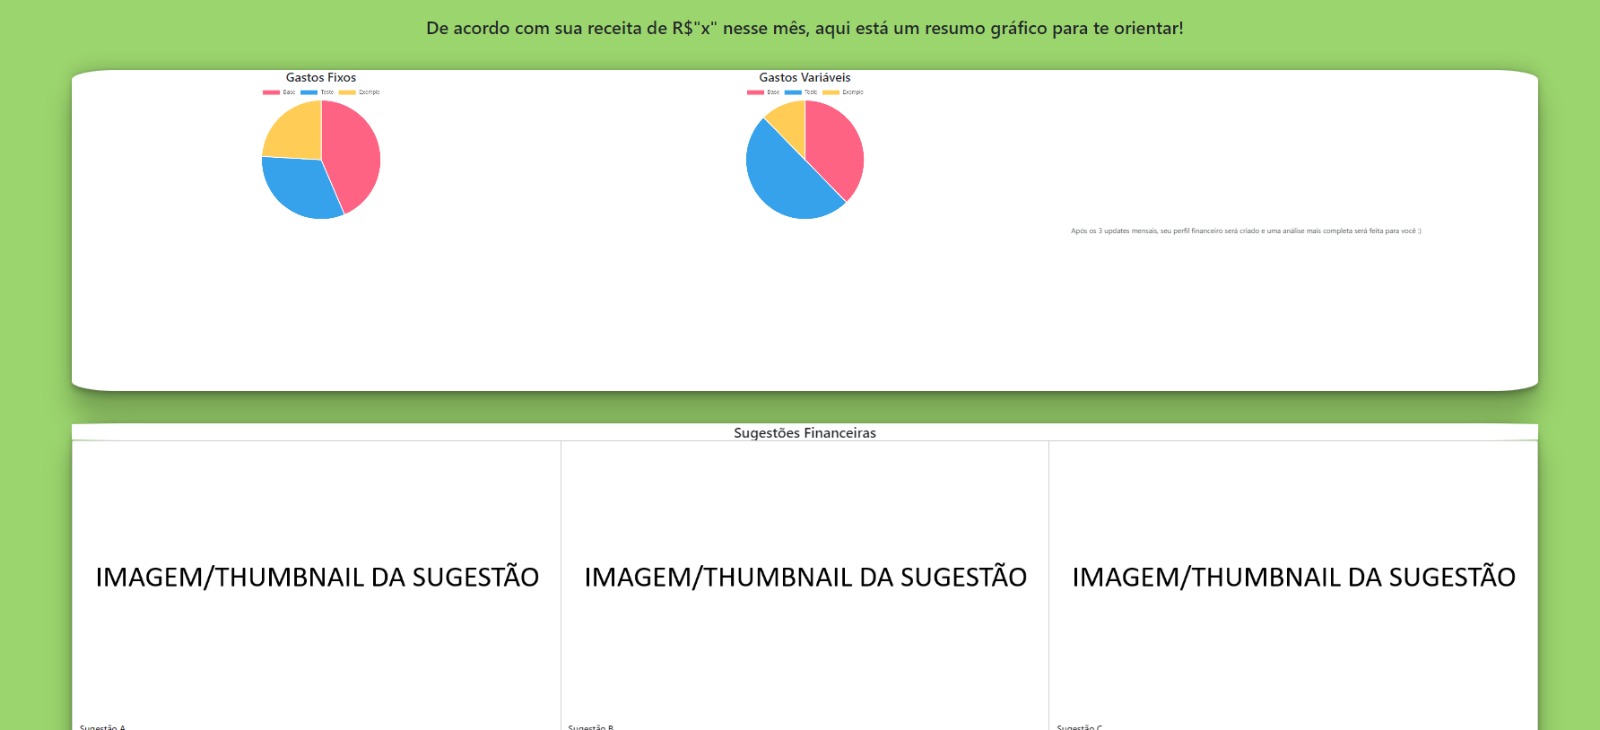 De acordo com sua receita de R$"x" nesse mês, aqui está um resumo gráfico para te orientar!
Gastos Fixos
Base Teste Exemplo
Gastos Variáveis
Base Teste Exemplo
Após os 3 updates mensais, seu perfil financeiro será criado e uma análise mais completa será feita para você :)
Sugestões Financeiras
IMAGEM/THUMBNAIL DA SUGESTÃO
IMAGEM/THUMBNAIL DA SUGESTÃO
IMAGEM/THUMBNAIL DA SUGESTÃO
Sugestão A
Sugestão B
Sugestão C